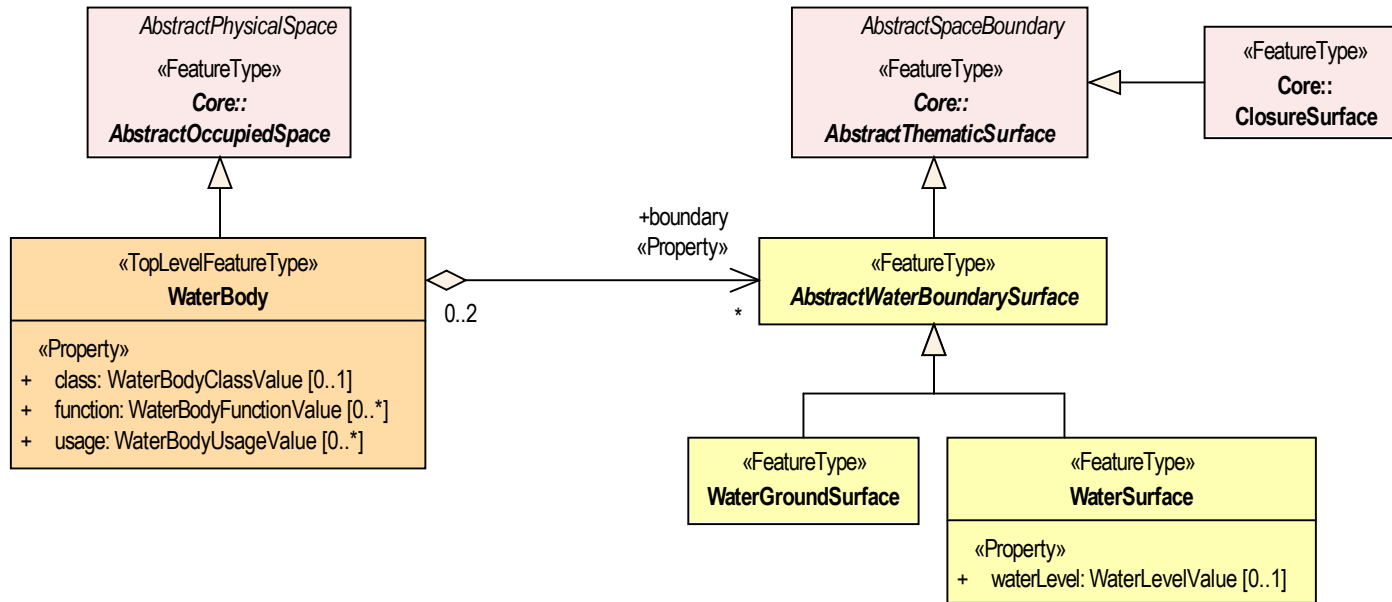 AbstractPhysicalSpace
«FeatureType»
Core::
AbstractOccupiedSpace
AbstractSpaceBoundary
«FeatureType»
Core::
AbstractThematicSurface
«FeatureType»
Core::
ClosureSurface
+boundary
«Property»
0..2
*
«TopLevelFeatureType»
WaterBody
«Property»
+ class: WaterBodyClassValue [0..1]
+ function: WaterBodyFunctionValue [0..*]
+ usage: WaterBodyUsageValue [0..*]
«FeatureType»
AbstractWaterBoundarySurface
«FeatureType»
WaterGroundSurface
«FeatureType»
WaterSurface
«Property»
+ waterLevel: WaterLevelValue [0..1]